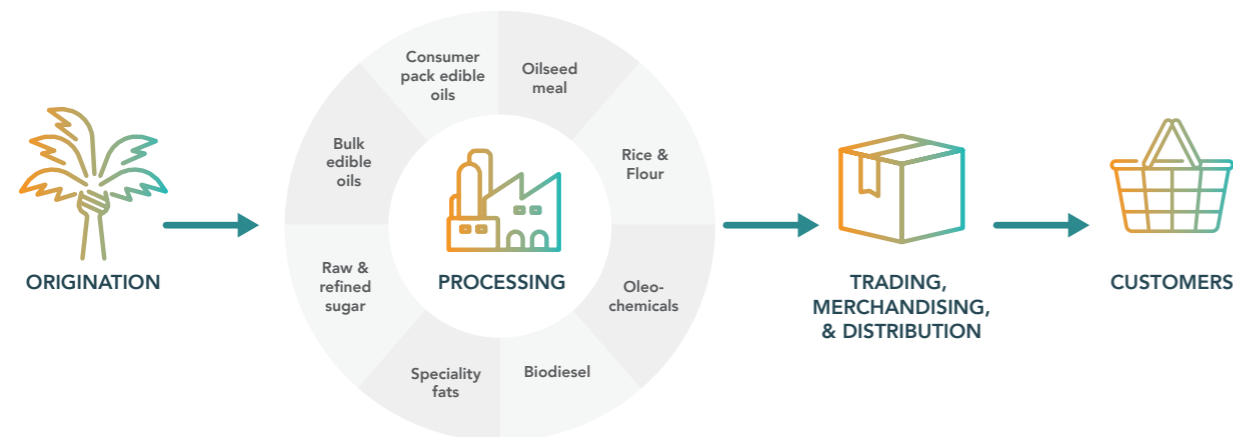 ORIGINATION
Consumer
pack edible
oils
Oilseed
meal
Rice &
Flour
Oleo-
chemicals
Biodiesel
Speciality
fats
Raw &
refined
sugar
Bulk
edible
oils
PROCESSING
TRADING,
MERCHANDISING,
& DISTRIBUTION
CUSTOMERS